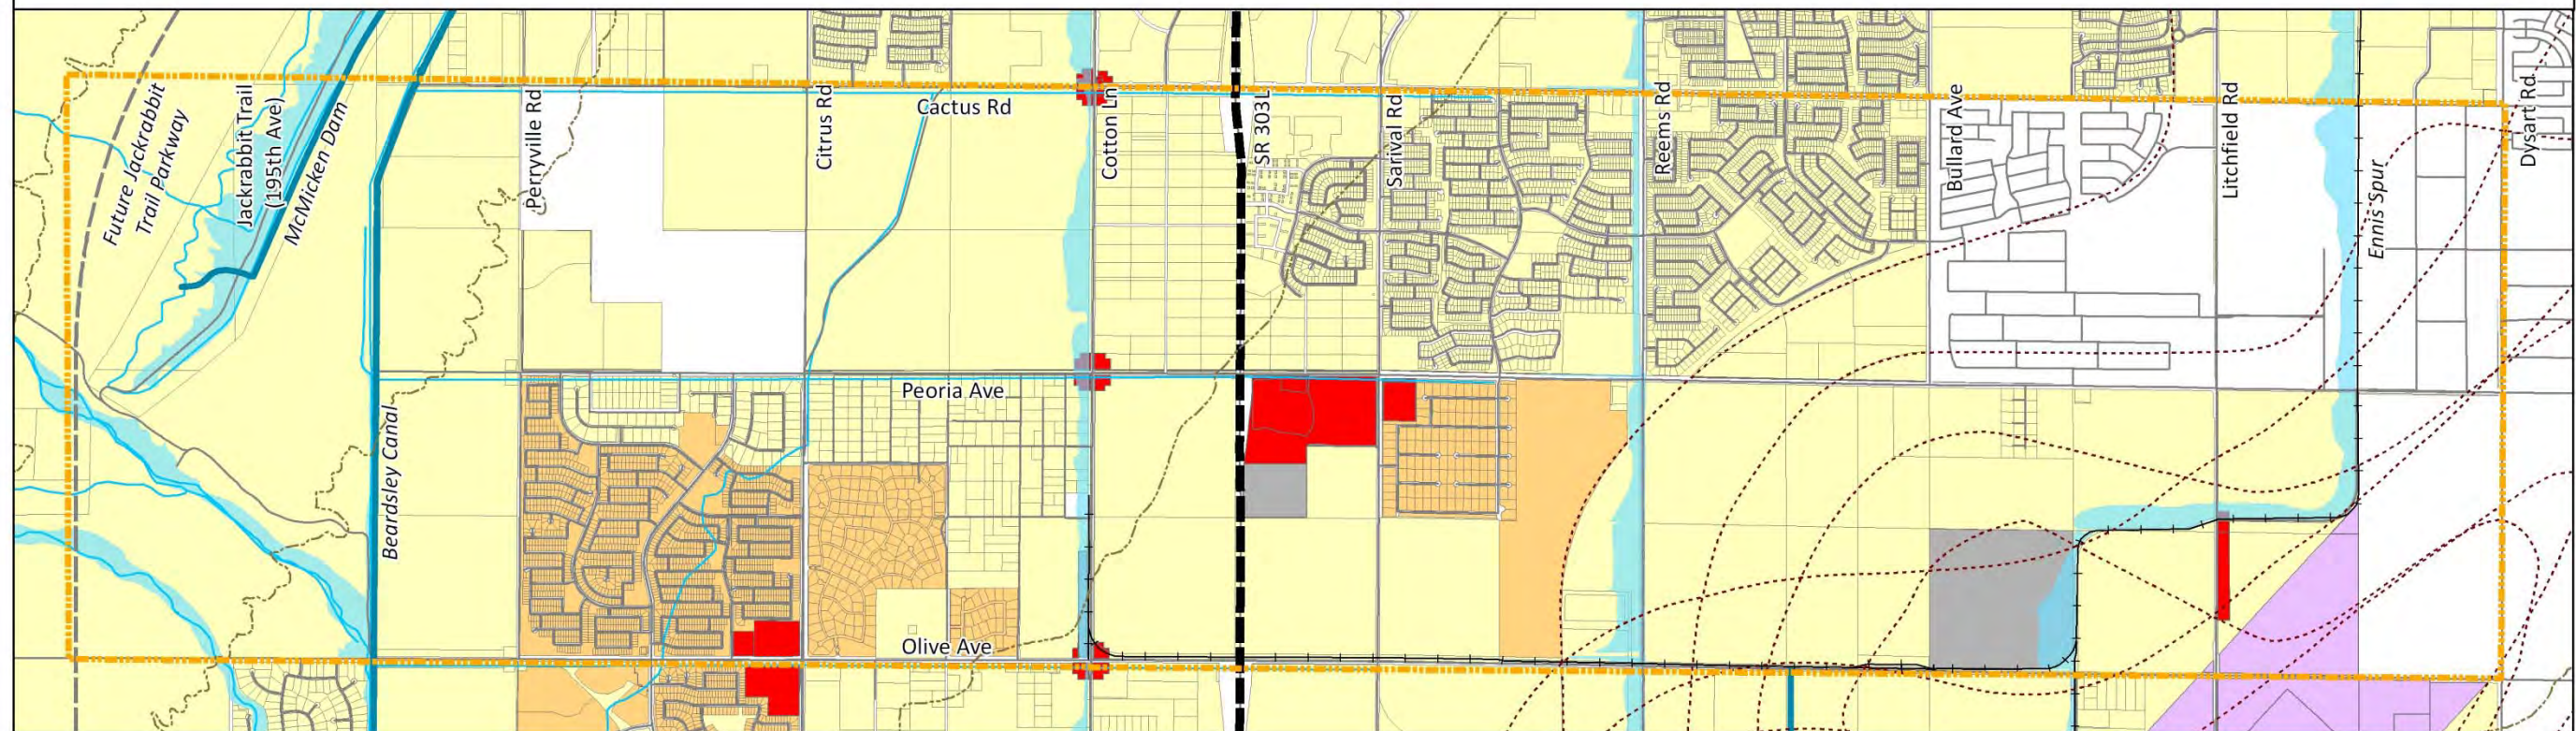 Future Jackrabbit
Trail Parkway
Jackrabbit Trail
(195th Ave)
McMicken Dam
Beardsley Canal
Perryville Rd
Citrus Rd
Cactus Rd
Cotton Ln
SR 303L
Sarival Rd
Reems Rd
Bullard Ave
Litchfield Rd
Ennis Spur
Dysart Rd
Peoria Ave
Olive Ave